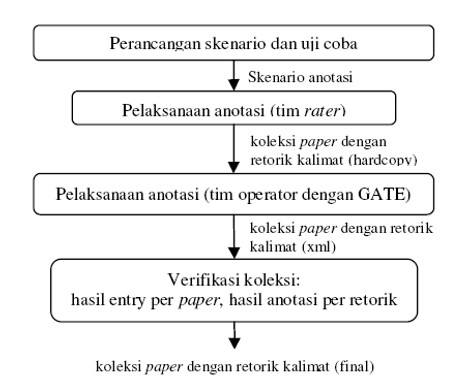 Perancangan skenario dan uji coba
Skenario anotasi
Pelaksanaan anotasi (tim rater)
koleksi paper dengan
retorik kalimat (hardcopy)
Pelaksanaan anotasi (tim operator dengan GATE)
koleksi paper dengan retorik
kalimat (xml)
Verifikasi koleksi:
hasil entry per paper, hasil anotasi per retorik
koleksi paper dengan retorik kalimat (final)